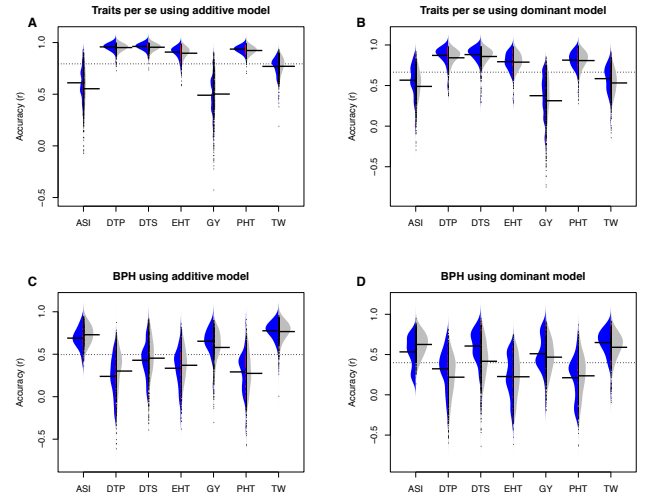 A
Traits per se using additive model
Accuracy (r)
1.0
0.5
0.0
−0.5
ASI DTP DTS EHT GY PHT TW
B
Traits per se using dominant model
Accuracy (r)
1.0
0.5
0.0
−0.5
ASI DTP DTS EHT GY PHT TW
C
BPH using additive model
Accuracy (r)
1.0
0.5
0.0
−0.5
ASI DTP DTS EHT GY PHT TW
D
BPH using dominant model
Accuracy (r)
1.0
0.5
0.0
−0.5
ASI DTP DTS EHT GY PHT TW